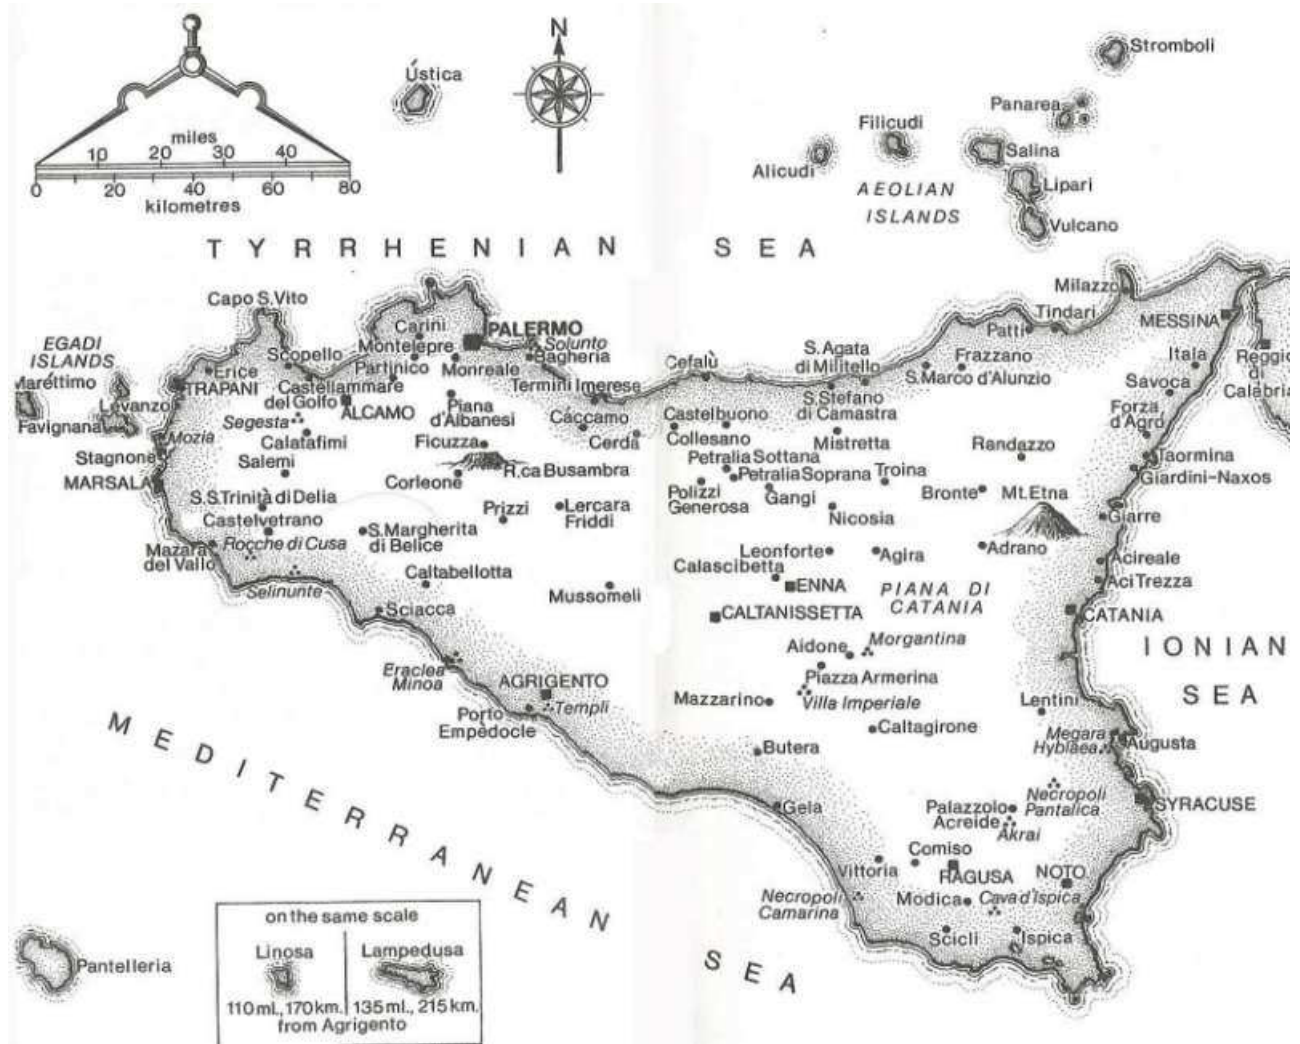 N
Ústica
Stromboli
Panarea
Filicudi
Salina
Alicudi
Lipari
AEOLIAN
ISLANDS
Vulcano
miles
10 20 30 40
0 20 40 60 80
kilometres
TYRRHENIAN SEA
Capo S.Vito
Milazzo
Tindari
Patti
MESSINA
Carini
PALERMO
Solunto
Montelepre
Bagheria
EGADI
ISLANDS
Scopello
Partinico
Monreale
Cefalù
S.Agata
di Militello
Frazzano
Itala
Reggio
di
Calabria
Erice
Maréttimo
TRAPANI
Castellammare
del Golfo
Termini Imerese
S.Marco d'Alunzio
Savoca
Levanzo
ALCAMO
Piana
d'Albanesi
Cáccamo
Castelbuono
S.Stefano
di Camastra
Forza
d'Agro
Favignana
Segesta
Mozia
Calatafimi
Ficuzza
Cerda
Collesano
Mistretta
Randazzo
Stagnone
Salemi
R.ca Busambra
Petralia Sottana
Petralia Soprana
Troina
Taormina
Giardini-Naxos
MARSALA
Corleone
Polizzi
Generosa
Gangi
Bronte
Mt.Etna
S.S.Trinità di Delia
Prizzi
Lercara
Friddi
Nicosia
Giarre
Castelvetrano
S.Margherita
di Belice
Rocche di Cusa
Mazara
del Vallo
Leonforte
Agira
Adrano
Acireale
Caltabellotta
Calascibetta
Aci Trezza
Selinunte
Mussomeli
ENNA
PIANA DI
CATANIA
Sciacca
CALTANISSETTA
CATANIA
Aidone
Morgantina
IONIAN
SEA
Eraclea
Minoa
AGRIGENTO
Piazza Armerina
Templi
Mazzarino
Villa Imperiale
Lentini
Porto
Empèdocle
Caltagirone
Megara
Hyblaea
Augusta
Butera
Necropoli
Pantalica
Gela
Palazzolo
Acreide
Akrai
SYRACUSE
Comiso
Vittoria
RAGUSA
NOTO
Necropoli
Camarina
Modica
Cava d'Ispica
Scicli
Ispica
MEDITERRANEAN SEA
Pantelleria
on the same scale
Linosa Lampedusa
110 ml., 170 km. 135 ml., 215 km.
from Agrigento